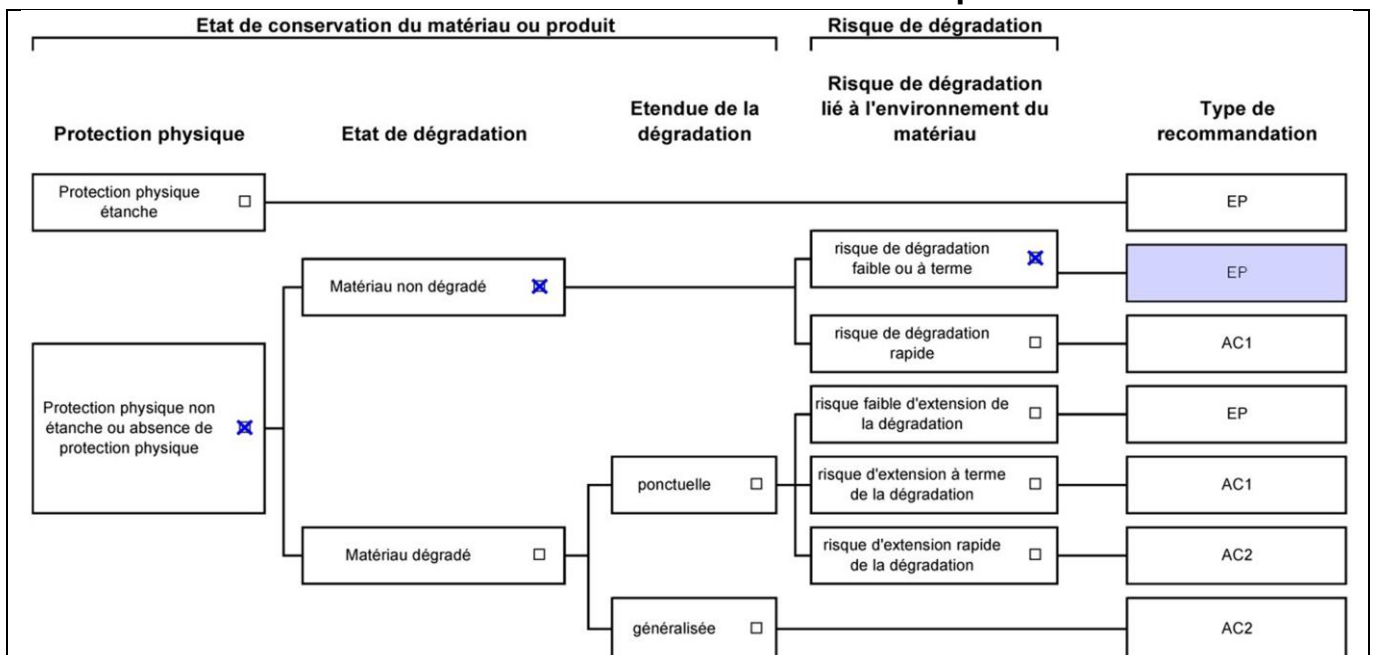 Etat de conservation du matériau ou produit
Risque de dégradation
Protection physique
Etat de dégradation
Etendue de la
dégradation
Risque de dégradation
lié à l'environnement du
matériau
Type de
recommandation
Protection physique
étanche
EP
risque de dégradation
faible ou à terme
EP
Matériau non dégradé
risque de dégradation
rapide
AC1
Protection physique non
étanche ou absence de
protection physique
risque faible d'extension de
la dégradation
EP
ponctuelle
risque d'extension à terme
de la dégradation
AC1
Matériau dégradé
risque d'extension rapide
de la dégradation
AC2
généralisée
AC2